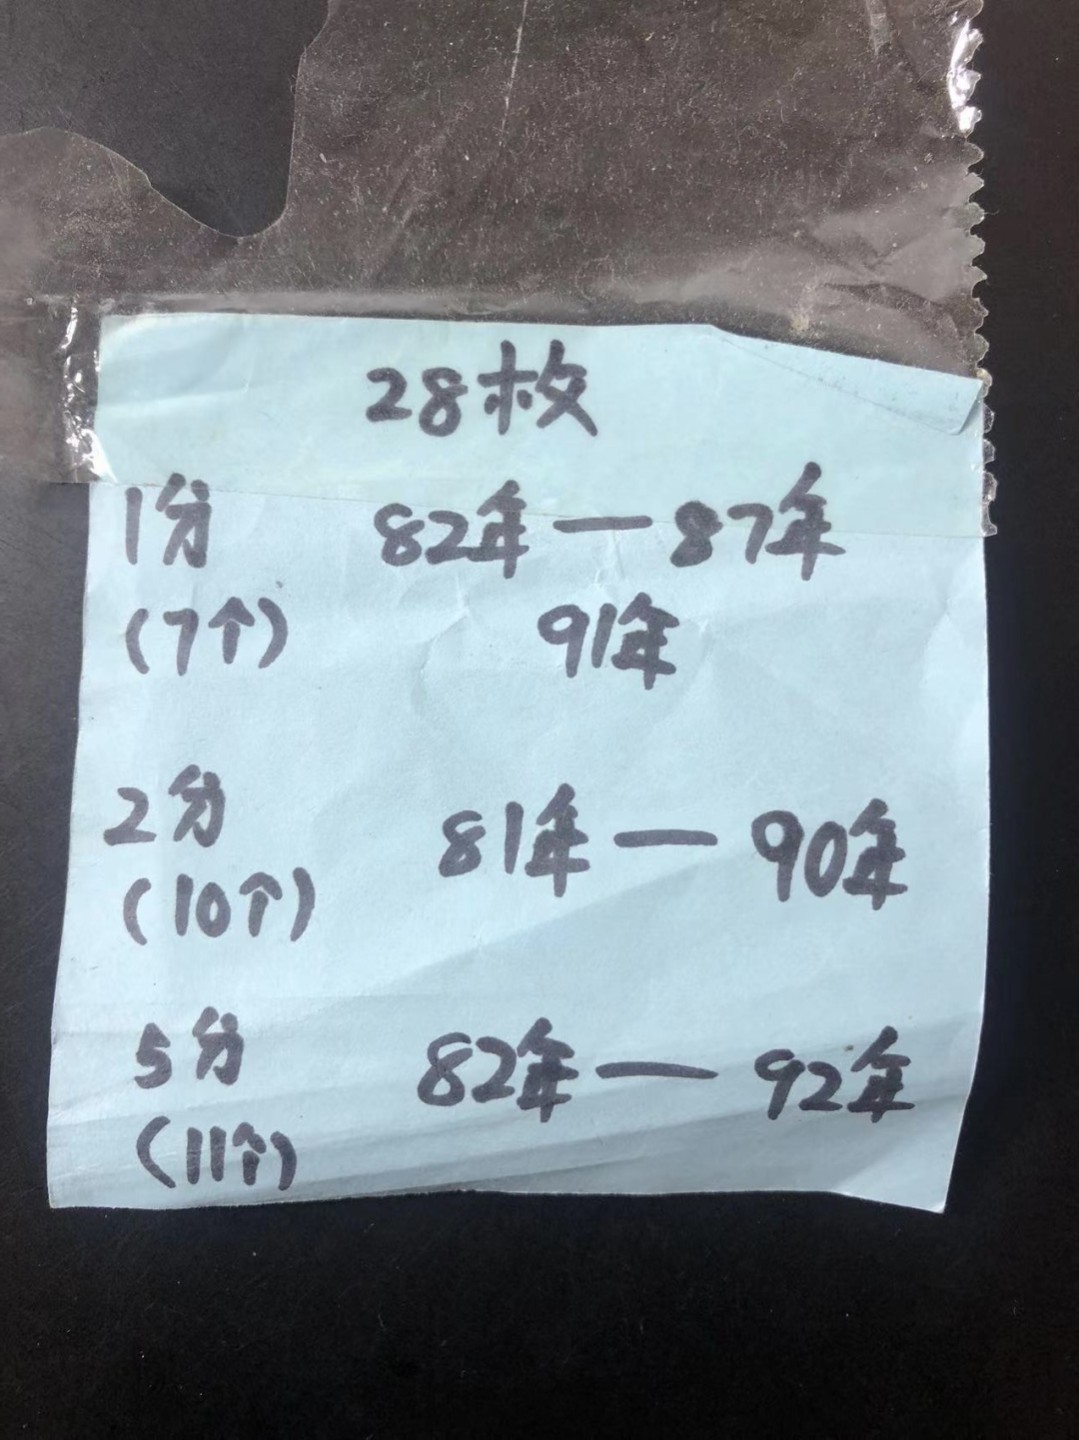 28枚
1分 82年—87年
(7个) 91年
2分 81年—90年
(10个)
5分 82年—92年
(11个)